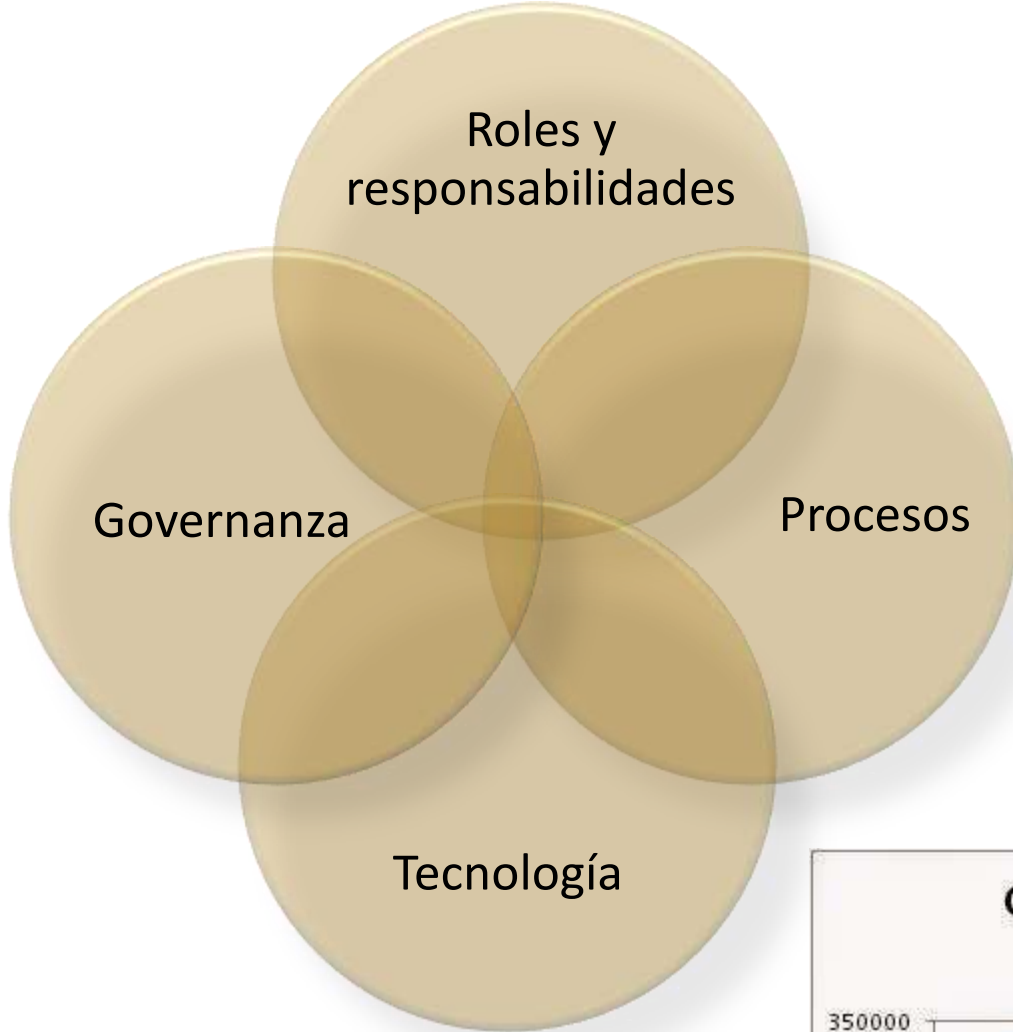 Roles y
responsabilidades
Governanza
Procesos
Tecnología
350000